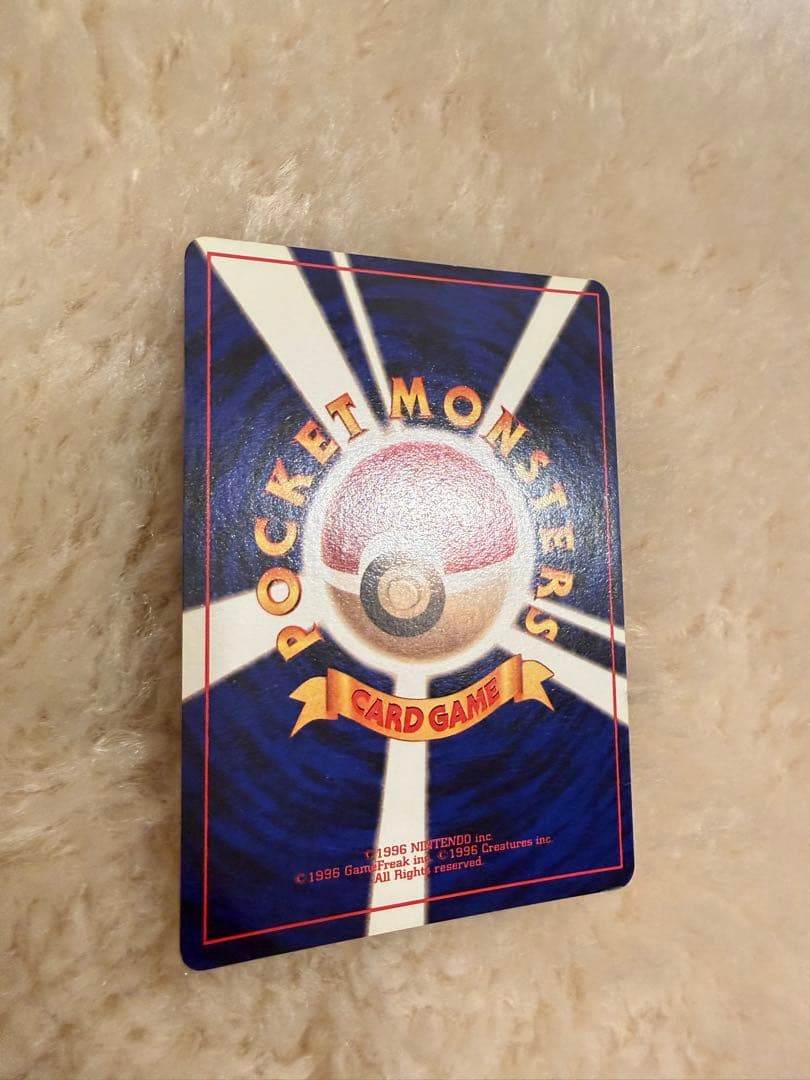 POCKET MONSTERS
CARD GAME
©1996 NINTENDO inc.
©1996 GameFreak inc. ©1996 Creatures inc.
All Rights reserved.